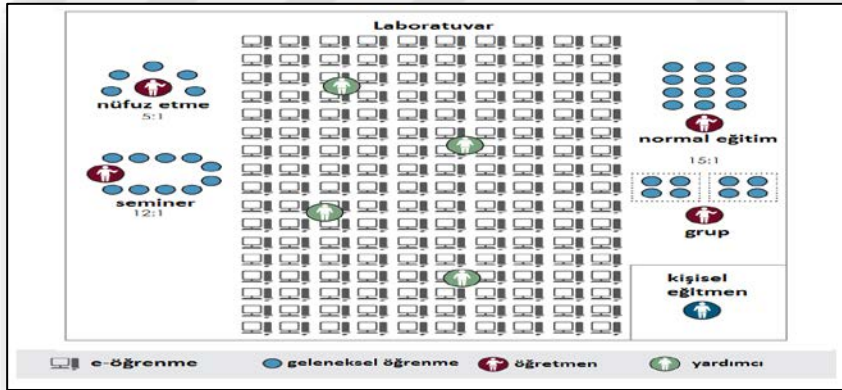 Laboratuvar
nüfuz etme
5:1
seminer
12:1
normal eğitim
15:1
grup
kişisel
eğitmen
e-öğrenme
geleneksel öğrenme
öğretmen
yardımcı